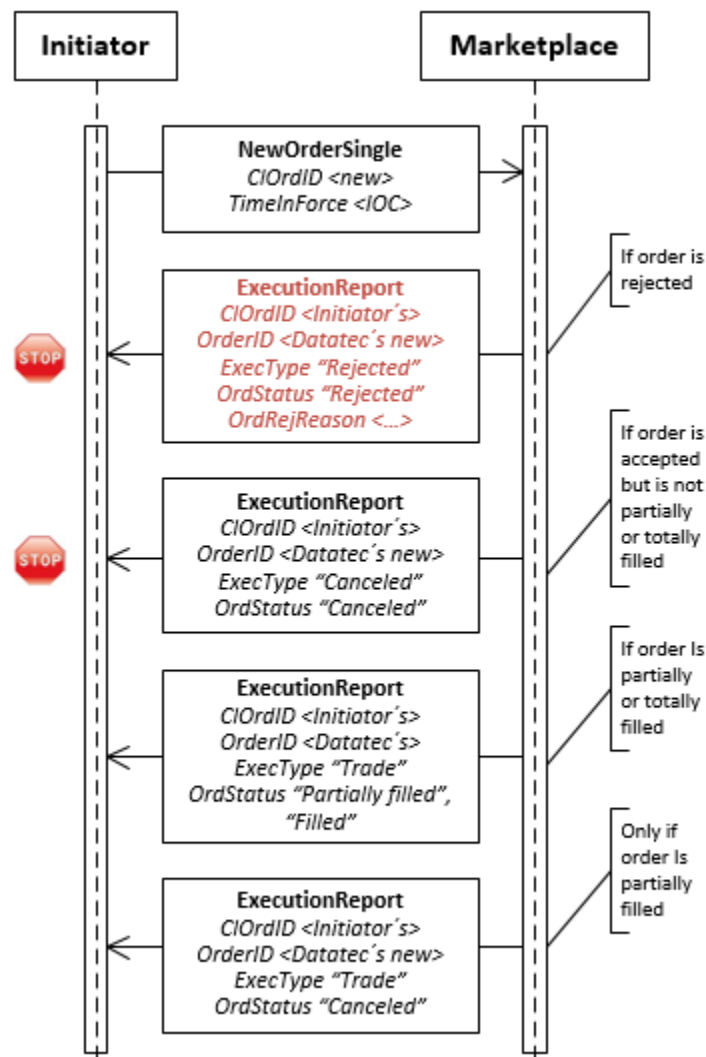 Initiator
Marketplace
NewOrderSingle
ClOrdID <new>
TimeInForce <IOC>
If order is
rejected
ExecutionReport
ClOrdID <Initiator´s>
OrderID <Datatec´s new>
ExecType “Rejected”
OrdStatus “Rejected”
OrdRejReason <...>
STOP
If order is
accepted
but is not
partially
or totally
filled
ExecutionReport
ClOrdID <Initiator´s>
OrderID <Datatec´s new>
ExecType “Canceled”
OrdStatus “Canceled”
STOP
If order Is
partially
or totally
filled
ExecutionReport
ClOrdID <Initiator´s>
OrderID <Datatec´s>
ExecType “Trade”
OrdStatus “Partially filled”,
“Filled”
Only if
order Is
partially
filled
ExecutionReport
ClOrdID <Initiator´s>
OrderID <Datatec´s new>
ExecType “Trade”
OrdStatus “Canceled”